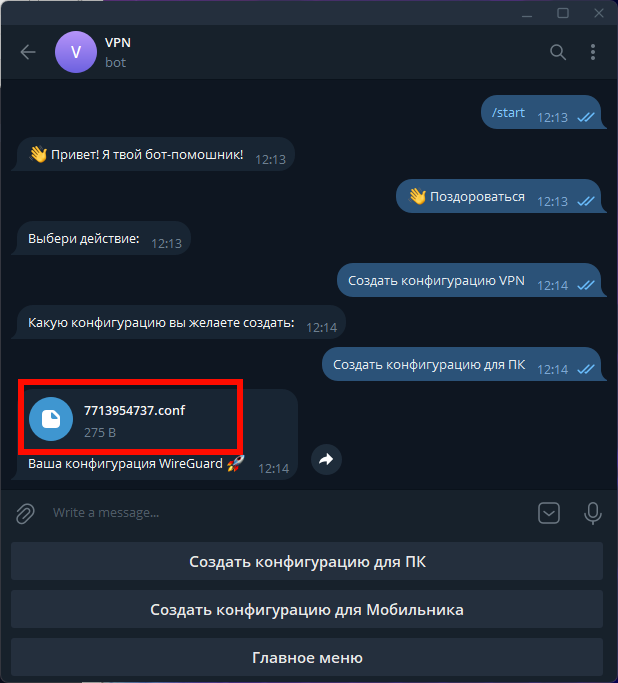 V
VPN
bot
/start 12:13
👋 Привет! Я твой бот-помошник! 12:13
👋 Поздороваться 12:13
Выбери действие: 12:13
Создать конфигурацию VPN 12:14
Какую конфигурацию вы желаете создать: 12:14
Создать конфигурацию для ПК 12:14
7713954737.conf
275 B
Ваша конфигурация WireGuard 🚀 12:14
Write a message...
Создать конфигурацию для ПК
Создать конфигурацию для Мобильника
Главное меню